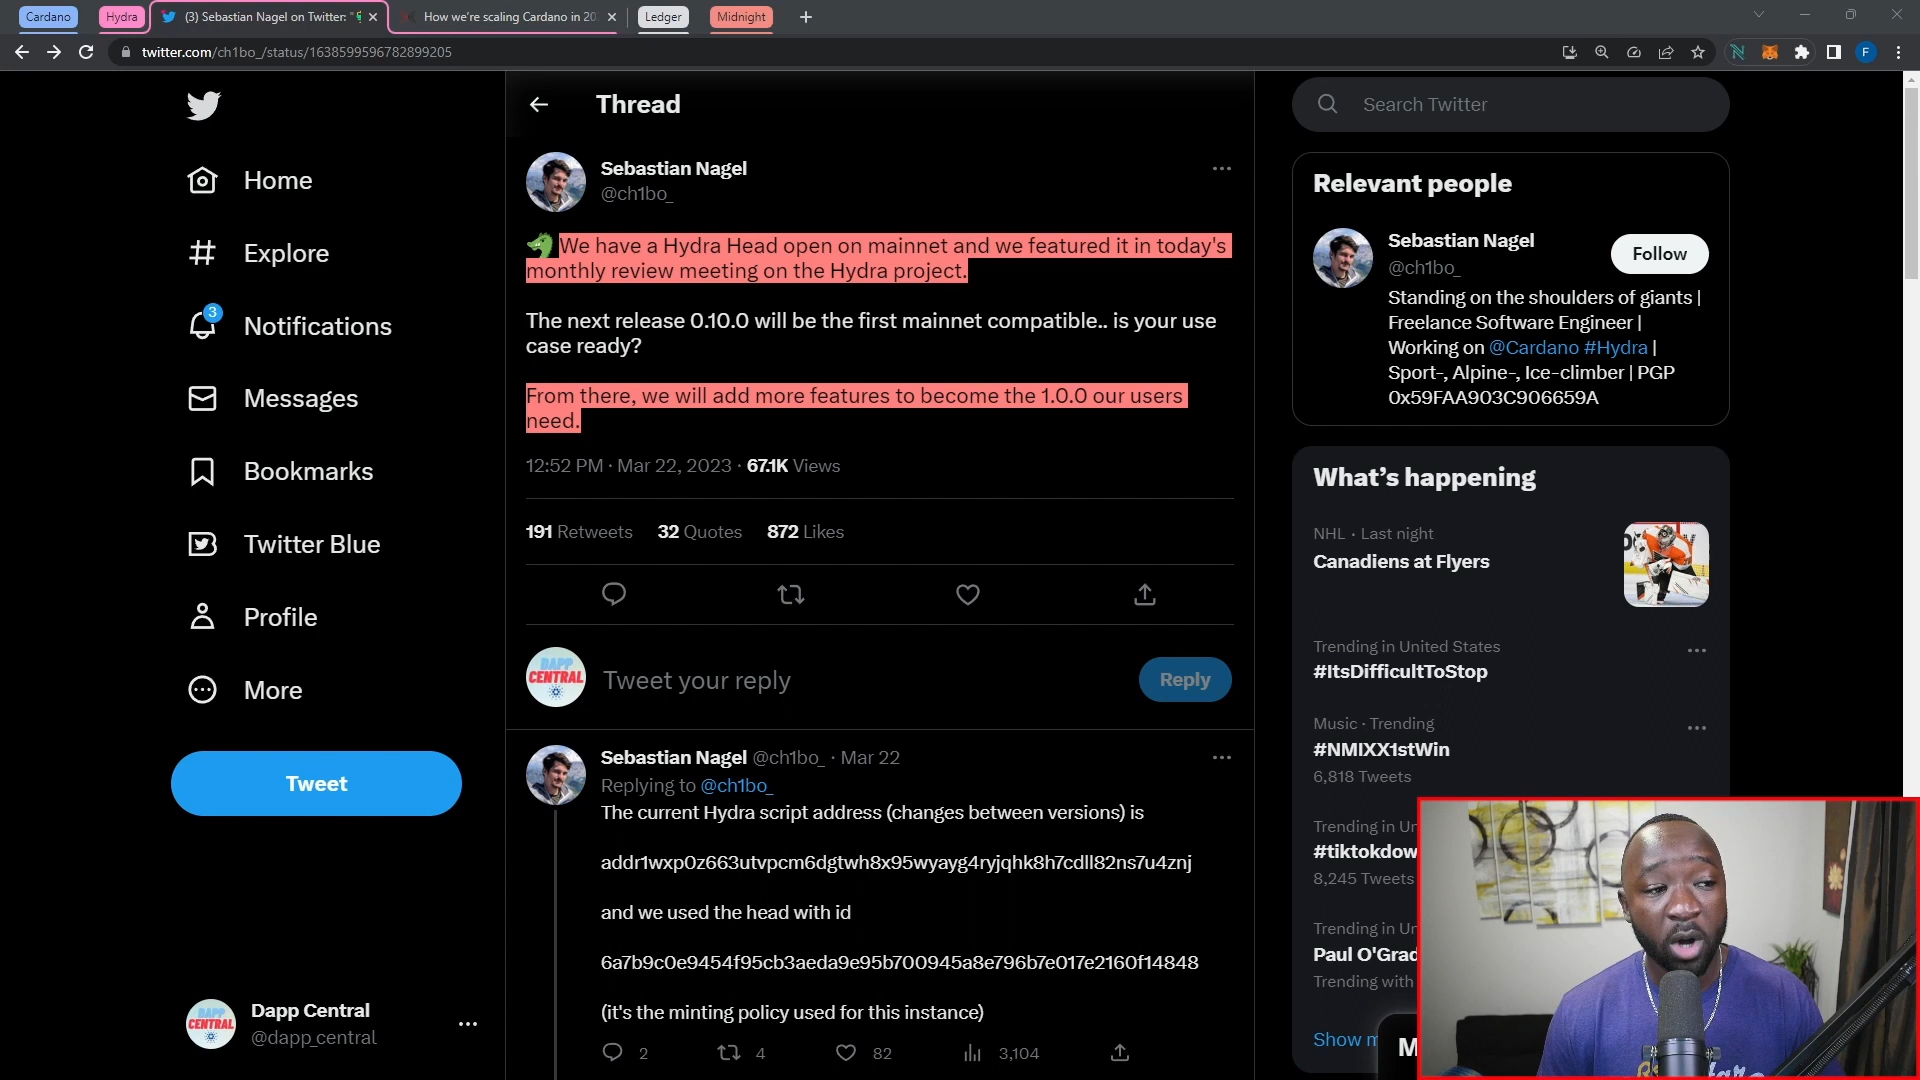 Cardano
Hydra
(3) Sebastian Nagel on Twitter: "
How we're scaling Cardano in 20
Ledger
Midnight
twitter.com/ch1bo_/status/1638599596782899205
F
Thread
Search Twitter
Home
Explore
3
Notifications
Messages
Bookmarks
Twitter Blue
Profile
More
Tweet
Dapp Central
@dapp_central
Sebastian Nagel
@ch1bo_
We have a Hydra Head open on mainnet and we featured it in today's
monthly review meeting on the Hydra project.
The next release 0.10.0 will be the first mainnet compatible.. is your use
case ready?
From there, we will add more features to become the 1.0.0 our users
need.
12:52 PM · Mar 22, 2023 · 67.1K Views
191 Retweets 32 Quotes 872 Likes
DAPP
CENTRAL
Tweet your reply
Reply
Sebastian Nagel @ch1bo_ · Mar 22
Replying to @ch1bo_
The current Hydra script address (changes between versions) is
addr1wxp0z663utvpcm6dgtwh8x95wyayg4ryjqhk8h7cdll82ns7u4znj
and we used the head with id
6a7b9c0e9454f95cb3aeda9e95b700945a8e796b7e017e2160f14848
(it's the minting policy used for this instance)
2 4 82 3,104
Relevant people
Sebastian Nagel
@ch1bo_
Follow
Standing on the shoulders of giants |
Freelance Software Engineer |
Working on @Cardano #Hydra |
Sport-, Alpine-, Ice-climber | PGP
0x59FAA903C906659A
What's happening
NHL · Last night
Canadiens at Flyers
Trending in United States
#ItsDifficultToStop
Music · Trending
#NMIXX1stWin
6,818 Tweets
Trending in Un
#tiktokdow
8,245 Tweets
Trending in Un
Paul O'Grad
Trending with
Show m
M